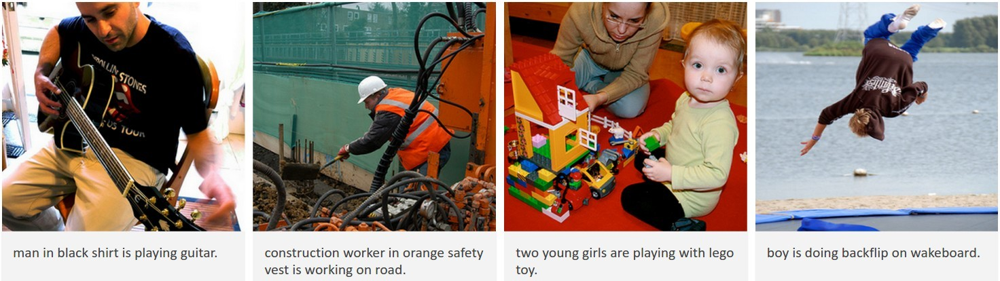 ROLLIN STONES
US TOUR
man in black shirt is playing guitar.
construction worker in orange safety
vest is working on road.
two young girls are playing with lego
toy.
boy is doing backflip on wakeboard.